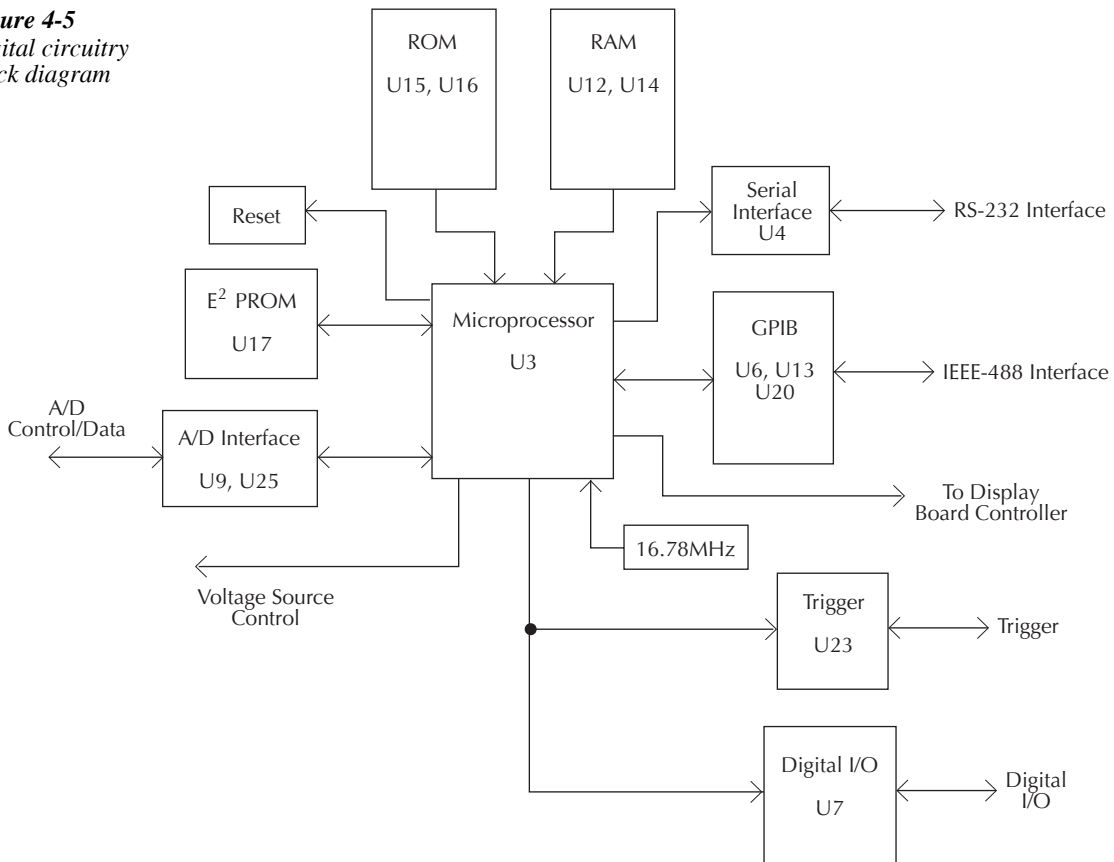 ure 4-5
ital circuitry
ck diagram
ROM
U15, U16
RAM
U12, U14
Reset
Serial
Interface
U4
RS-232 Interface
E² PROM
U17
Microprocessor
U3
GPIB
U6, U13
U20
IEEE-488 Interface
A/D
Control/Data
A/D Interface
U9, U25
To Display
Board Controller
16.78MHz
Voltage Source
Control
Trigger
U23
Trigger
Digital I/O
U7
Digital
I/O